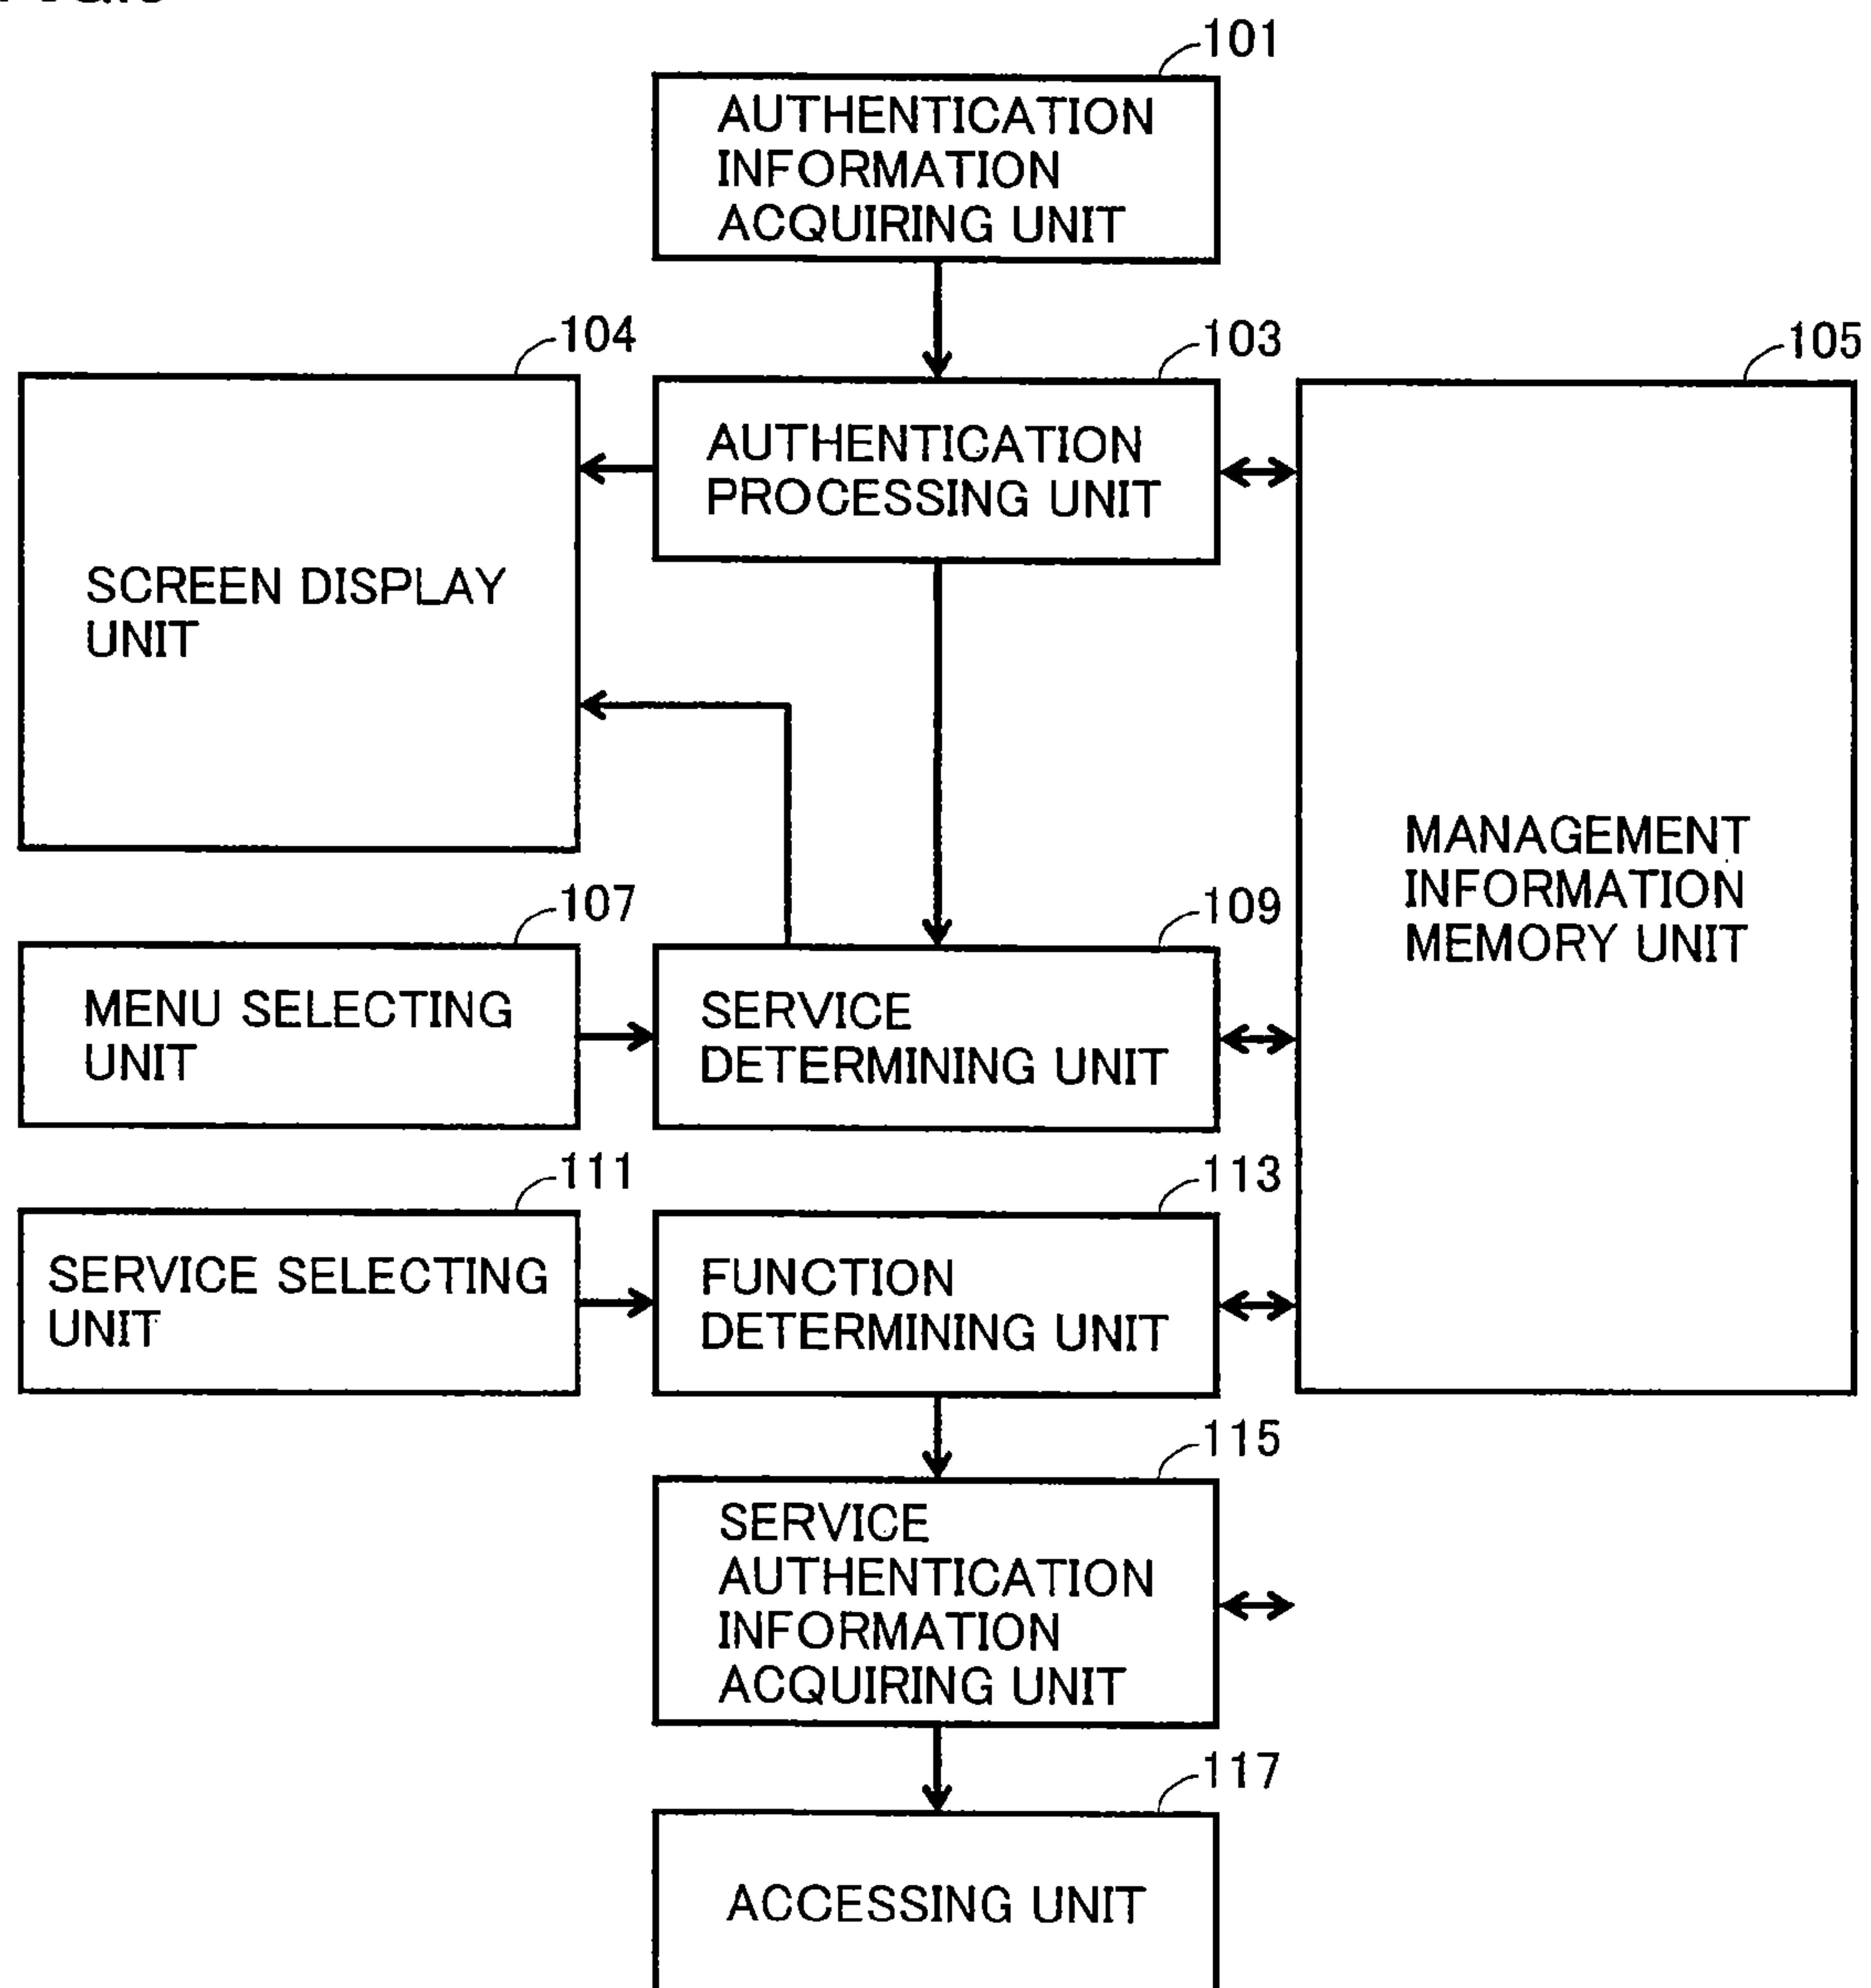 101
AUTHENTICATION
INFORMATION
ACQUIRING UNIT
104
103
105
SCREEN DISPLAY
UNIT
AUTHENTICATION
PROCESSING UNIT
MANAGEMENT
INFORMATION
MEMORY UNIT
107
109
MENU SELECTING
UNIT
SERVICE
DETERMINING UNIT
111
113
SERVICE SELECTING
UNIT
FUNCTION
DETERMINING UNIT
115
SERVICE
AUTHENTICATION
INFORMATION
ACQUIRING UNIT
117
ACCESSING UNIT